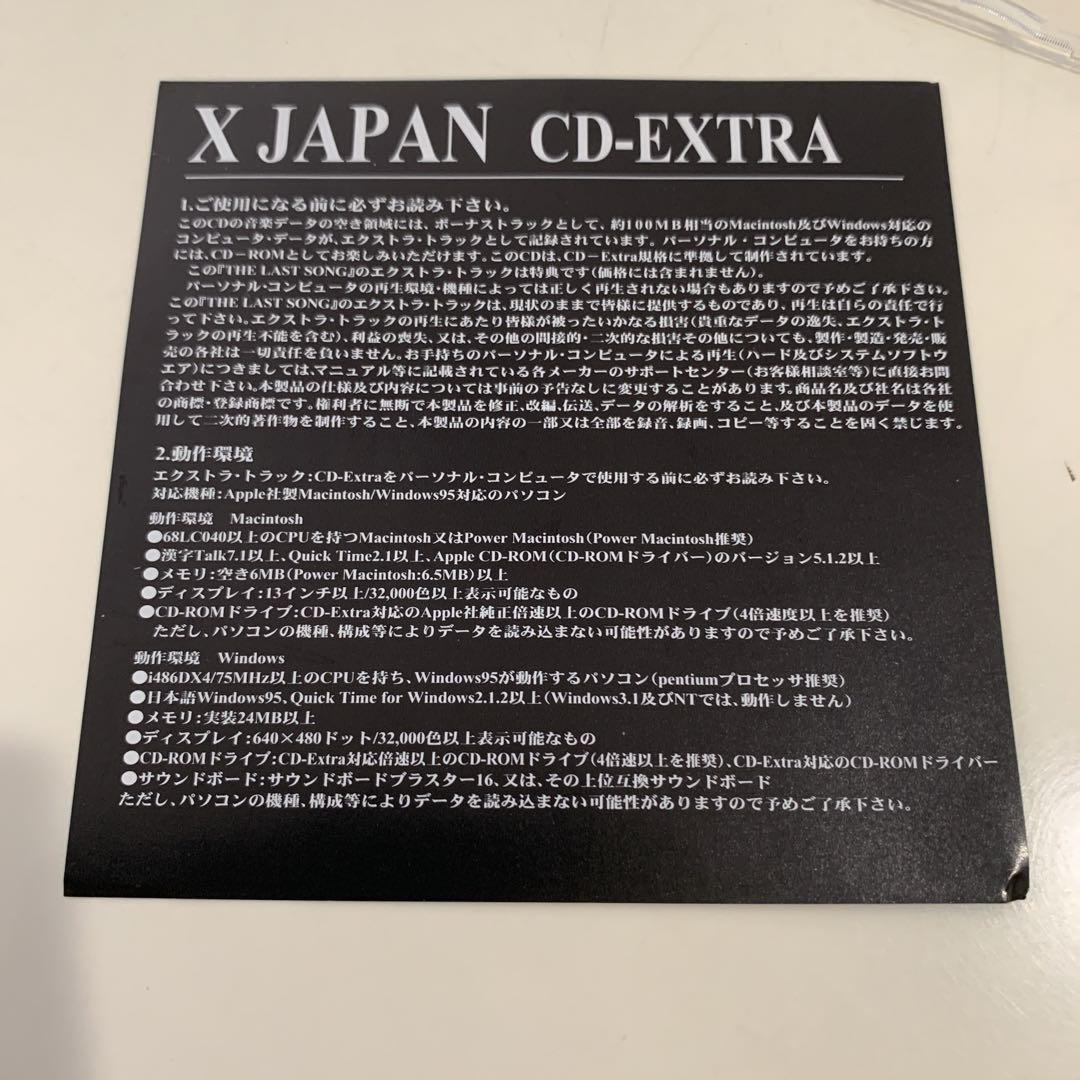 X JAPAN CD-EXTRA
1.ご使用になる前に必ずお読み下さい。
このCDの音楽データの空き領域には、ボーナストラックとして、約100MB相当のMacintosh及びWindows対応の
コンピュータ・データが、エクストラ・トラックとして記録されています。パーソナル・コンピュータをお持ちの方
には、CD−ROMとしてお楽しみいただけます。このCDは、CD−Extra規格に準拠して制作されています。
この『THE LAST SONG』のエクストラ・トラックは特典です(価格には含まれません)。
パーソナル・コンピュータの再生環境・機種によっては正しく再生されない場合もありますので予めご了承下さい。
この『THE LAST SONG』のエクストラ・トラックは、現状のままで皆様に提供するものであり、再生は自らの責任で行
って下さい。エクストラ・トラックの再生にあたり皆様が被ったいかなる損害(貴重なデータの逸失、エクストラ・ト
ラックの再生不能を含む)、利益の喪失、又は、その他の間接的・二次的な損害その他についても、製作・製造・発売・販
売の各社は一切責任を負いません。お手持ちのパーソナル・コンピュータによる再生(ハード及びシステムソフトウ
エア)につきましては、マニュアル等に記載されている各メーカーのサポートセンター(お客様相談室等)に直接お問
合わせ下さい。本製品の仕様及び内容については事前の予告なしに変更することがあります。商品名及び社名は各社
の商標・登録商標です。権利者に無断で本製品を修正、改編、伝送、データの解析をすること、及び本製品のデータを使
用して二次的著作物を制作すること、本製品の内容の一部又は全部を録音、録画、コピー等することを固く禁じます。
2.動作環境
エクストラ・トラック:CD-Extraをパーソナル・コンピュータで使用する前に必ずお読み下さい。
対応機種:Apple社製Macintosh/Windows95対応のパソコン
動作環境 Macintosh
●68LC040以上のCPUを持つMacintosh又はPower Macintosh(Power Macintosh推奨)
●漢字Talk7.1以上、Quick Time2.1以上、Apple CD-ROM(CD-ROMドライバー)のバージョン5.1.2以上
●メモリ:空き6MB(Power Macintosh:6.5MB)以上
●ディスプレイ:13インチ以上/32,000色以上表示可能なもの
●CD-ROMドライブ:CD-Extra対応のApple社純正倍速以上のCD-ROMドライブ(4倍速度以上を推奨)
ただし、パソコンの機種、構成等によりデータを読み込まない可能性がありますので予めご了承下さい。
動作環境 Windows
●i486DX4/75MHz以上のCPUを持ち、Windows95が動作するパソコン(pentiumプロセッサ推奨)
●日本語Windows95、Quick Time for Windows2.1.2以上(Windows3.1及びNTでは、動作しません)
●メモリ:実装24MB以上
●ディスプレイ:640×480ドット/32,000色以上表示可能なもの
●CD-ROMドライブ:CD-Extra対応倍速以上のCD-ROMドライブ(4倍速以上を推奨)、CD-Extra対応のCD-ROMドライバー
●サウンドボード:サウンドボードブラスター16、又は、その上位互換サウンドボード
ただし、パソコンの機種、構成等によりデータを読み込まない可能性がありますので予めご了承下さい。